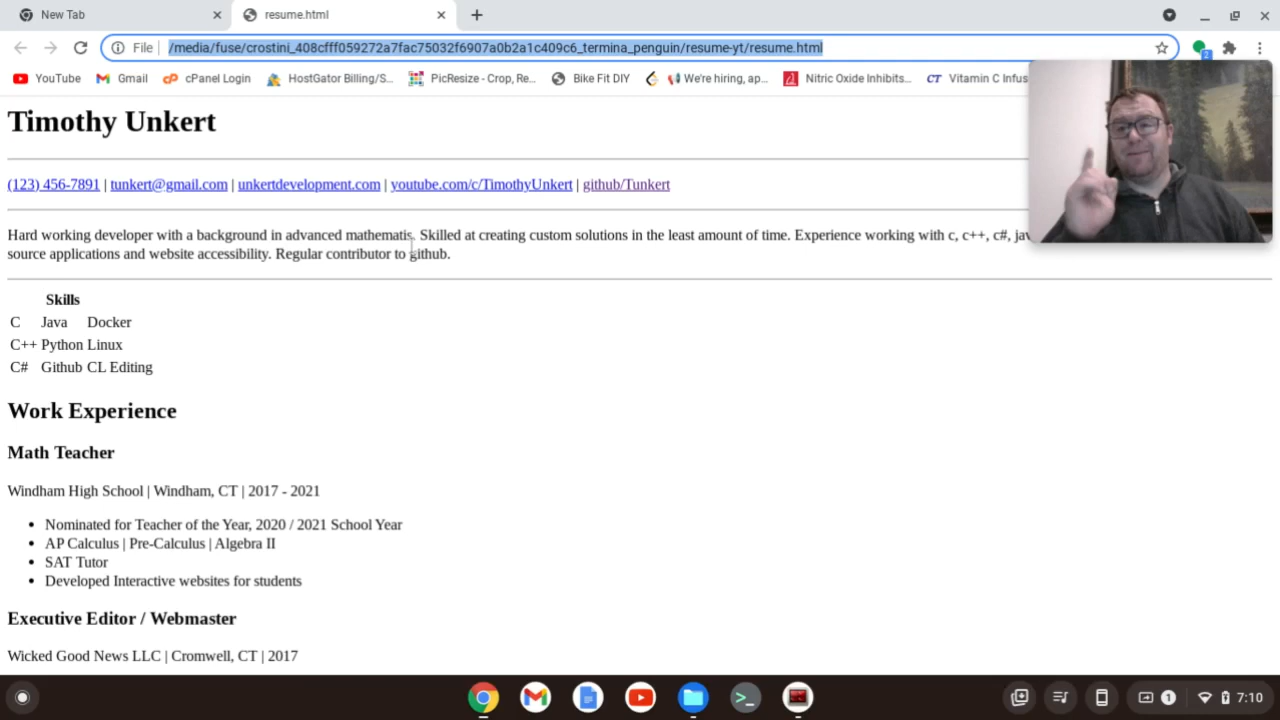 New Tab
resume.html
File /media/fuse/crostini_408cfff059272a7fac75032f6907a0b2a1c409c6_termina_penguin/resume-yt/resume.html
2
YouTube Gmail cPanel Login HostGator Billing/S... PicResize - Crop, Re... Bike Fit DIY We're hiring, ap... Nitric Oxide Inhibits... Vitamin C Infus
Timothy Unkert
(123) 456-7891 | tunkert@gmail.com | unkertdevelopment.com | youtube.com/c/TimothyUnkert | github/Tunkert
Hard working developer with a background in advanced mathematis. Skilled at creating custom solutions in the least amount of time. Experience working with c, c++, c#, jav
source applications and website accessibility. Regular contributor to github.
Skills
C Java Docker
C++ Python Linux
C# Github CL Editing
Work Experience
Math Teacher
Windham High School | Windham, CT | 2017 - 2021
• Nominated for Teacher of the Year, 2020 / 2021 School Year
• AP Calculus | Pre-Calculus | Algebra II
• SAT Tutor
• Developed Interactive websites for students
Executive Editor / Webmaster
Wicked Good News LLC | Cromwell, CT | 2017
1 7:10